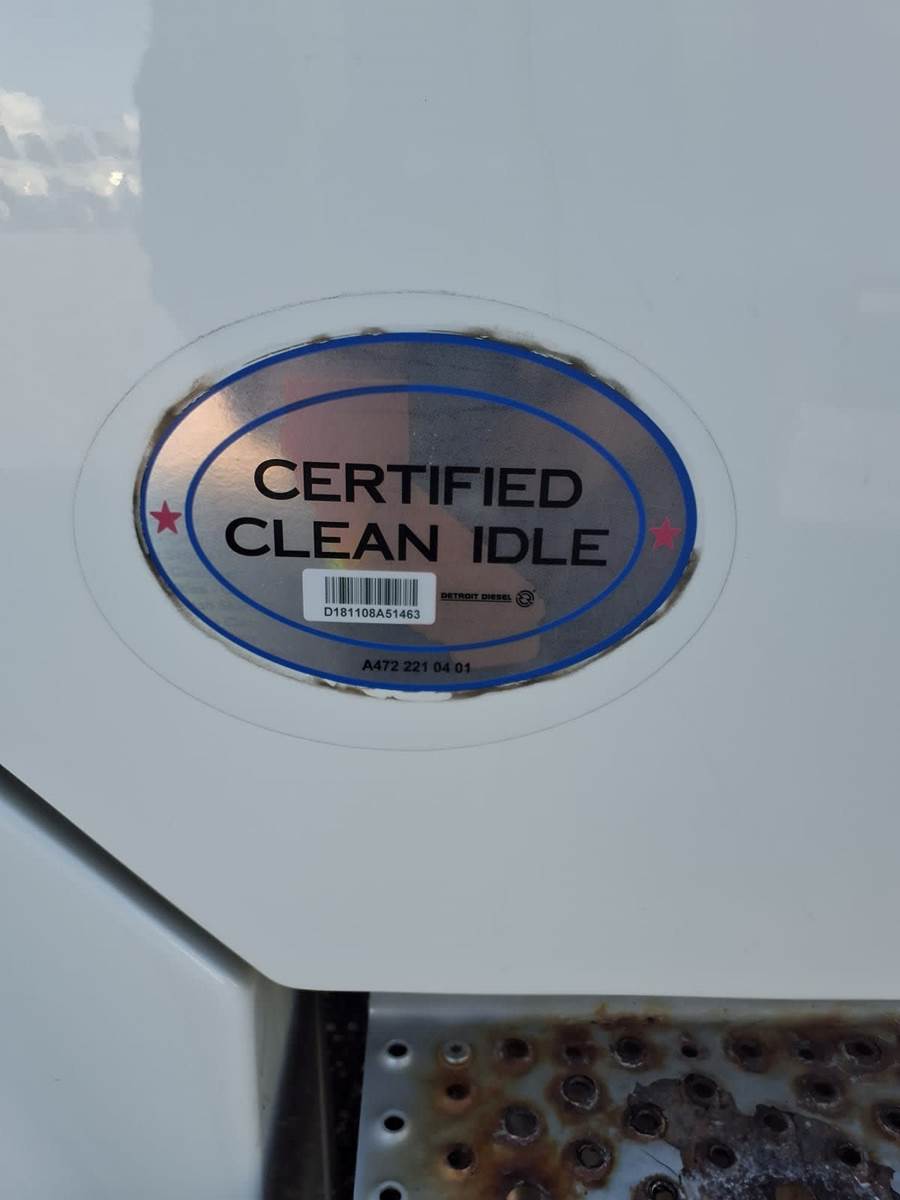 CERTIFIED
CLEAN IDLE
D181108A51463
DETROIT DIESEL
A472 221 04 01